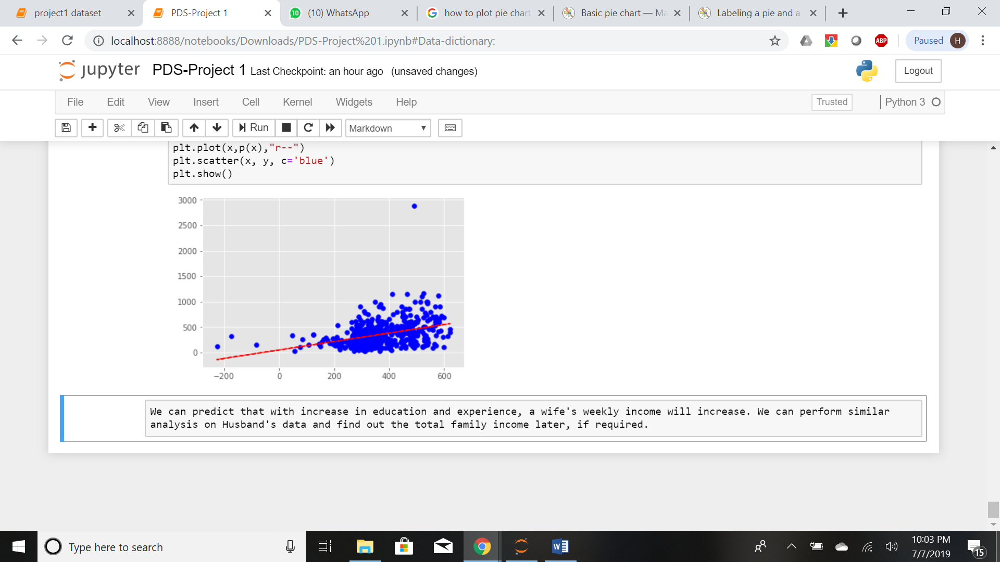 project1 dataset
PDS-Project 1
10
(10) WhatsApp
how to plot pie chart
Basic pie chart — Ma
Labeling a pie and a
localhost:8888/notebooks/Downloads/PDS-Project%201.ipynb#Data-dictionary:
ABP
Paused
H
jupyter
PDS-Project 1 Last Checkpoint: an hour ago (unsaved changes)
Logout
File Edit View Insert Cell Kernel Widgets Help
Trusted
Python 3
Run
Markdown
plt.plot(x,p(x),"r--")
plt.scatter(x, y, c='blue')
plt.show()
3000
2500
2000
1500
1000
500
0
−200 0 200 400 600
We can predict that with increase in education and experience, a wife's weekly income will increase. We can perform similar
analysis on Husband's data and find out the total family income later, if required.
Type here to search
W
10:03 PM
7/7/2019
15